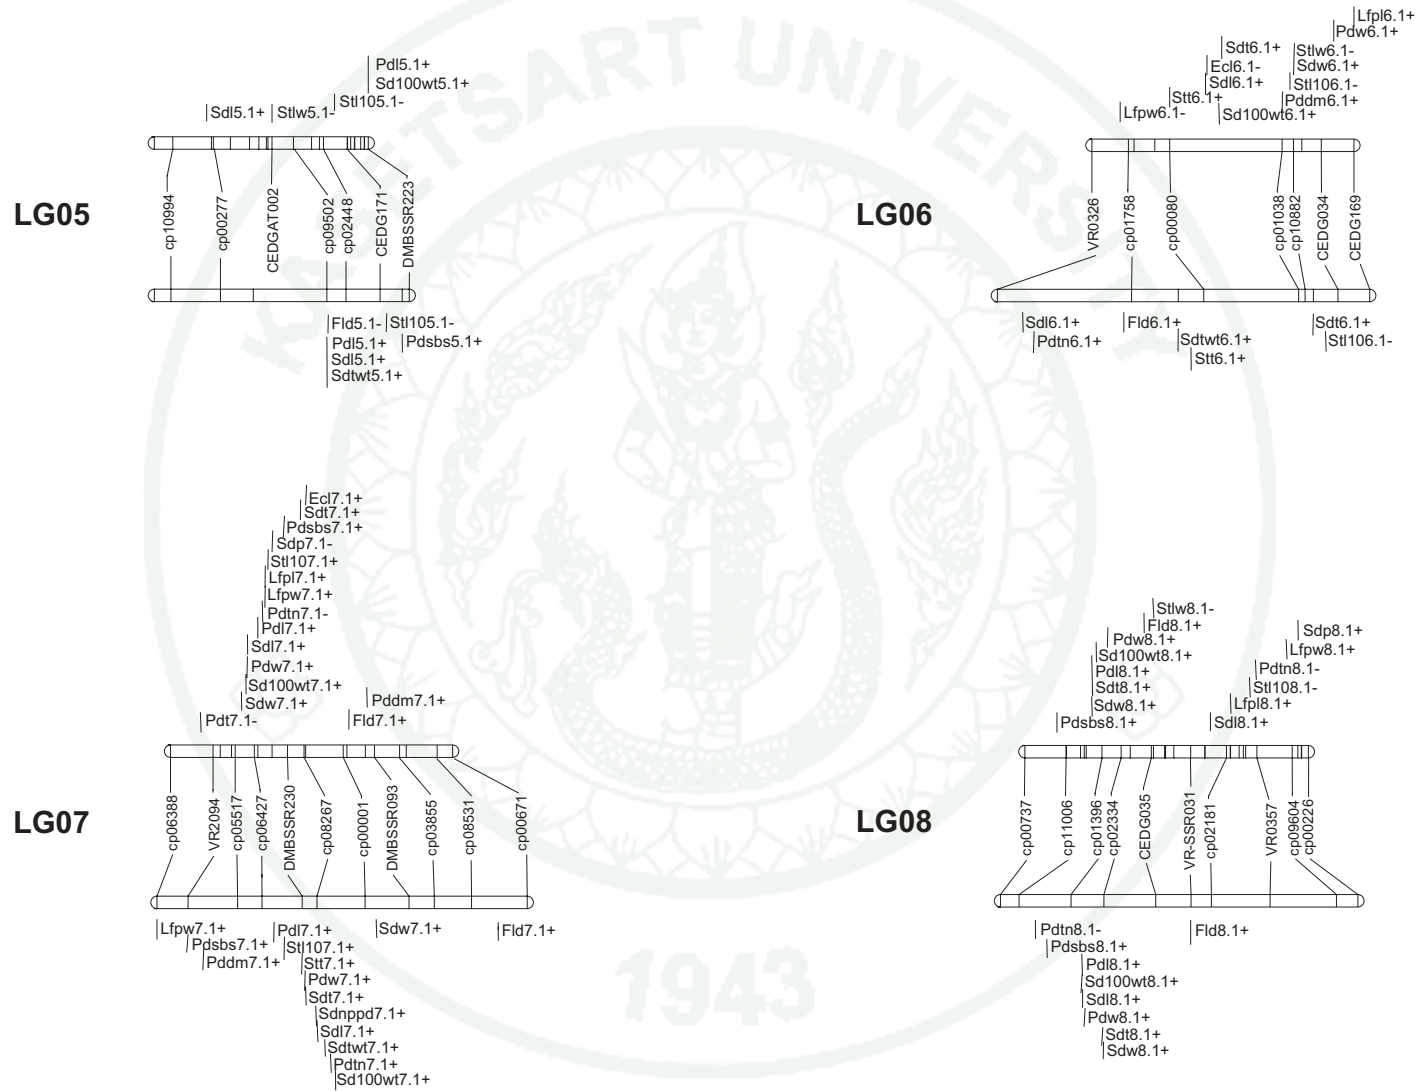 KASETSART UNIVERSITY
1943
LG05
Pdl5.1+
Sd100wt5.1+
Stl105.1-
Sdl5.1+
Stlw5.1-
cp10994
cp00277
CEDGAT002
cp09502
cp02448
CEDG171
DMBSSR223
Fld5.1-
Stl105.1-
Pdl5.1+
Pdsbs5.1+
Sdl5.1+
Sdtwt5.1+
LG06
Lfpl6.1+
Pdw6.1+
Sdt6.1+
Stlw6.1-
Ecl6.1-
Sdw6.1+
Sdl6.1+
Stl106.1-
Stt6.1+
Pddm6.1+
Lfpw6.1-
Sd100wt6.1+
VR0326
cp01758
cp00080
cp01038
cp10882
CEDG034
CEDG169
Sdl6.1+
Fld6.1+
Sdt6.1+
Pdtn6.1+
Sdtwt6.1+
Stl106.1-
Stt6.1+
LG07
Ecl7.1+
Sdt7.1+
Pdsbs7.1+
Sdp7.1-
Stl107.1+
Lfpl7.1+
Lfpw7.1+
Pdtn7.1-
Pdl7.1+
Sdl7.1+
Pdw7.1+
Sd100wt7.1+
Sdw7.1+
Pddm7.1+
Pdt7.1-
Fld7.1+
cp06388
VR2094
cp05517
cp06427
DMBSSR230
cp08267
cp00001
DMBSSR093
cp03855
cp08531
cp00671
Lfpw7.1+
Pdl7.1+
Sdw7.1+
Fld7.1+
Pdsbs7.1+
Stl107.1+
Pddm7.1+
Stt7.1+
Pdw7.1+
Sdt7.1+
Sdnppd7.1+
Sdl7.1+
Sdtwt7.1+
Pdtn7.1+
Sd100wt7.1+
LG08
Stlw8.1-
Fld8.1+
Sdp8.1+
Pdw8.1+
Lfpw8.1+
Sd100wt8.1+
Pdl8.1+
Pdtn8.1-
Sdt8.1+
Stl108.1-
Sdw8.1+
Lfpl8.1+
Pdsbs8.1+
Sdl8.1+
cp00737
cp11006
cp01396
cp02334
CEDG035
VR-SSR031
cp02181
VR0357
cp09604
cp00226
Pdtn8.1-
Fld8.1+
Pdsbs8.1+
Pdl8.1+
Sd100wt8.1+
Sdl8.1+
Pdw8.1+
Sdt8.1+
Sdw8.1+